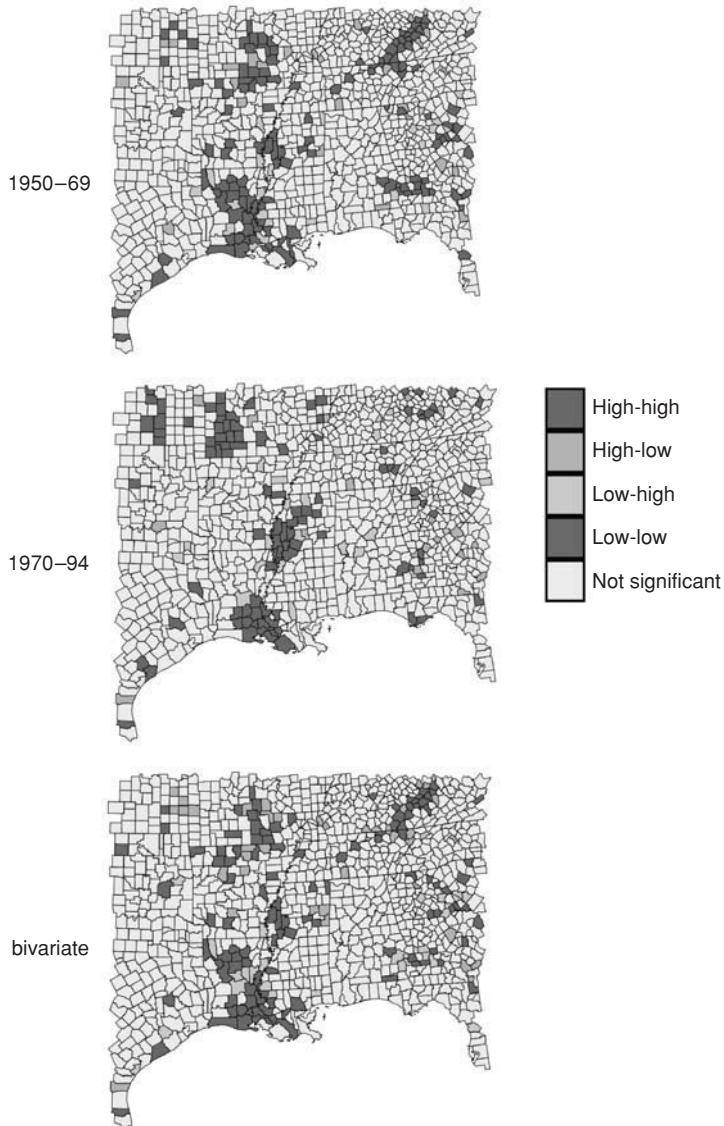 1950–69
High-high
High-low
Low-high
Low-low
Not significant
1970–94
bivariate